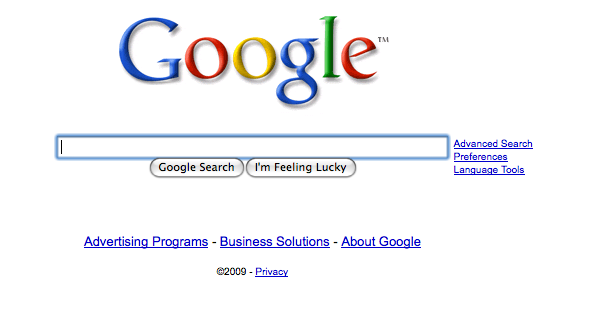 Google™
Advanced Search
Preferences
Language Tools
Google Search I'm Feeling Lucky
Advertising Programs - Business Solutions - About Google
©2009 - Privacy